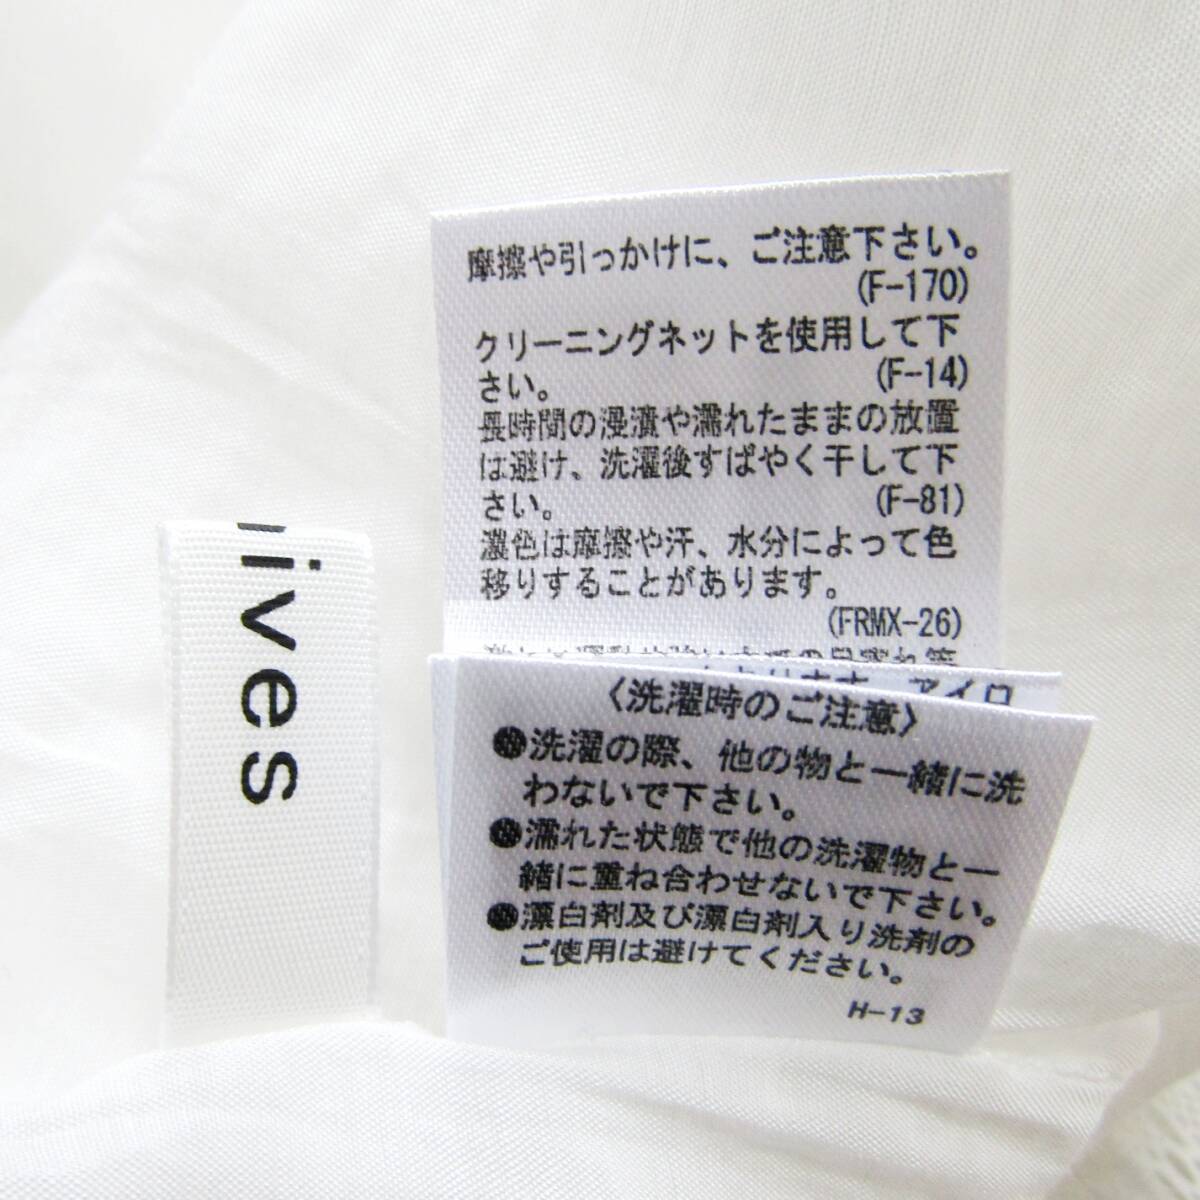 摩擦や引っかけに、ご注意下さい。
(F-170)
クリーニングネットを使用して下
さい。 (F-14)
長時間の浸漬や濡れたままの放置
は避け、洗濯後すばやく干して下
さい。 (F-81)
濃色は摩擦や汗、水分によって色
移りすることがあります。
(FRMX-26)
アイロ
〈洗濯時のご注意〉
●洗濯の際、他の物と一緒に洗
わないで下さい。
●濡れた状態で他の洗濯物と一
緒に重ね合わせないで下さい。
●漂白剤及び漂白剤入り洗剤の
ご使用は避けてください。
H-13
ives